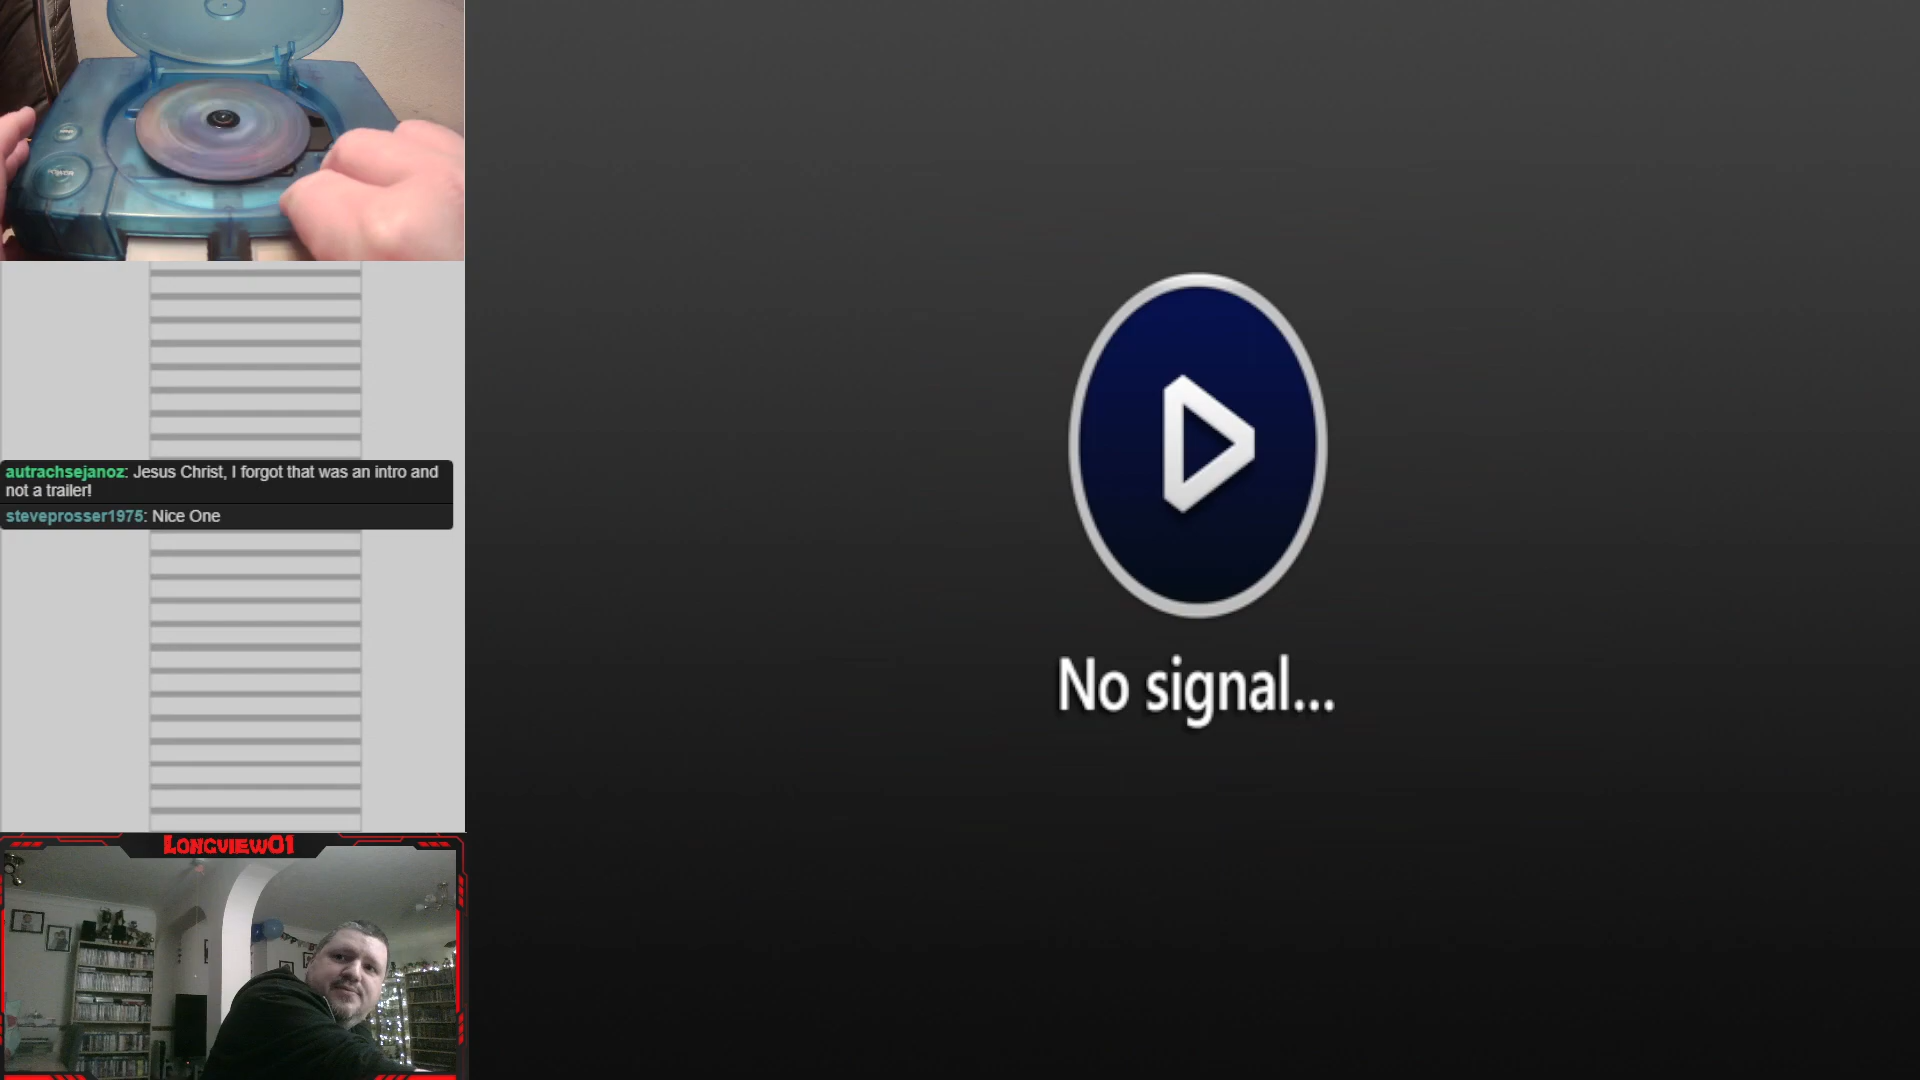 autrachsejanoz: Jesus Christ, I forgot that was an intro and
not a trailer!
steveprosser1975: Nice One
No signal...
LONGVIEW01